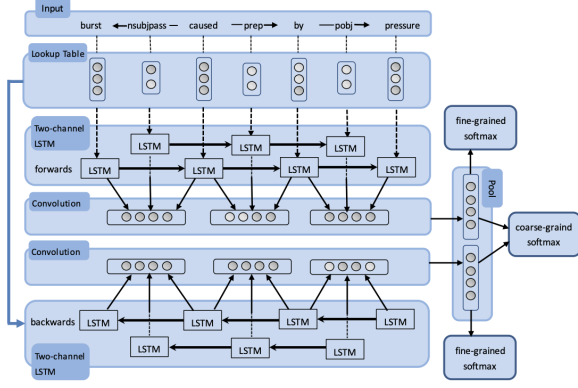 Input
burst nsubjpass caused prep by pobj pressure
Lookup Table
Two-channel
LSTM
LSTM LSTM LSTM
forwards
LSTM LSTM LSTM LSTM
Convolution
Convolution
backwards
LSTM LSTM LSTM LSTM
LSTM LSTM LSTM
Two-channel
LSTM
fine-grained
softmax
Pool
coarse-graind
softmax
fine-grained
softmax